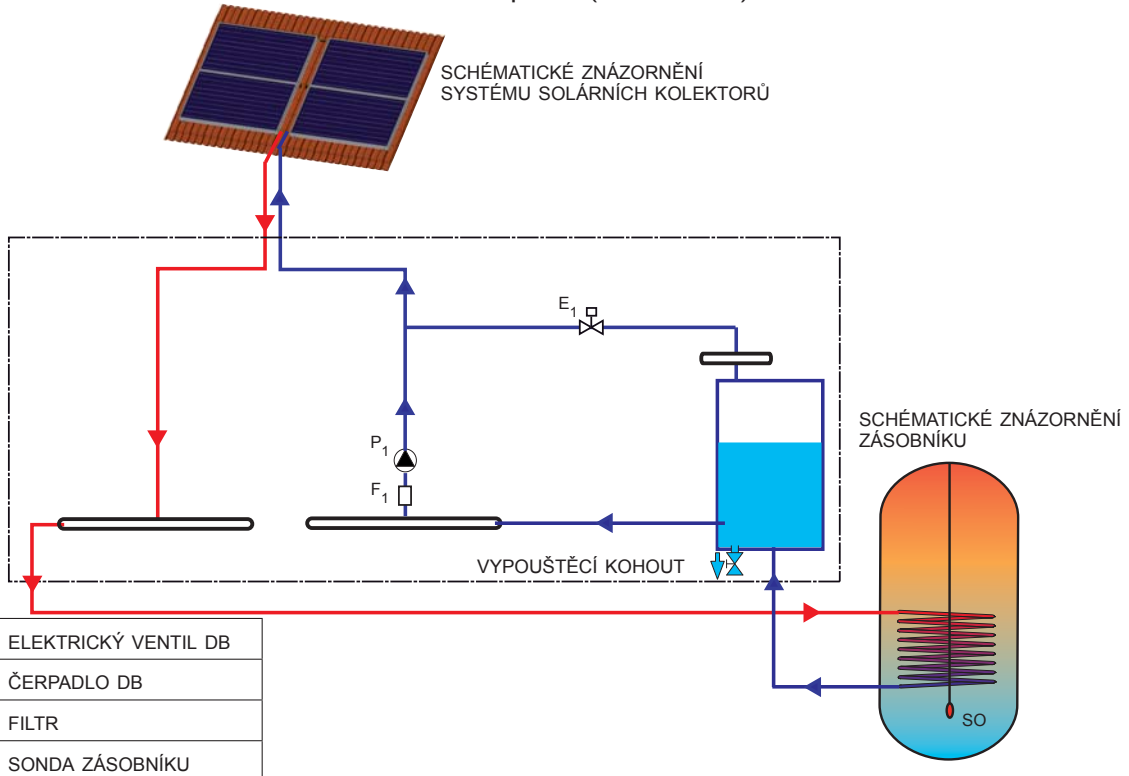 SCHÉMATICKÉ ZNÁZORNĚNÍ
SYSTÉMU SOLÁRNÍCH KOLEKTORŮ
E1
P1
F1
VYPOUŠTĚCÍ KOHOUT
SCHÉMATICKÉ ZNÁZORNĚNÍ
ZÁSOBNÍKU
SO
ELEKTRICKÝ VENTIL DB
ČERPADLO DB
FILTR
SONDA ZÁSOBNÍKU